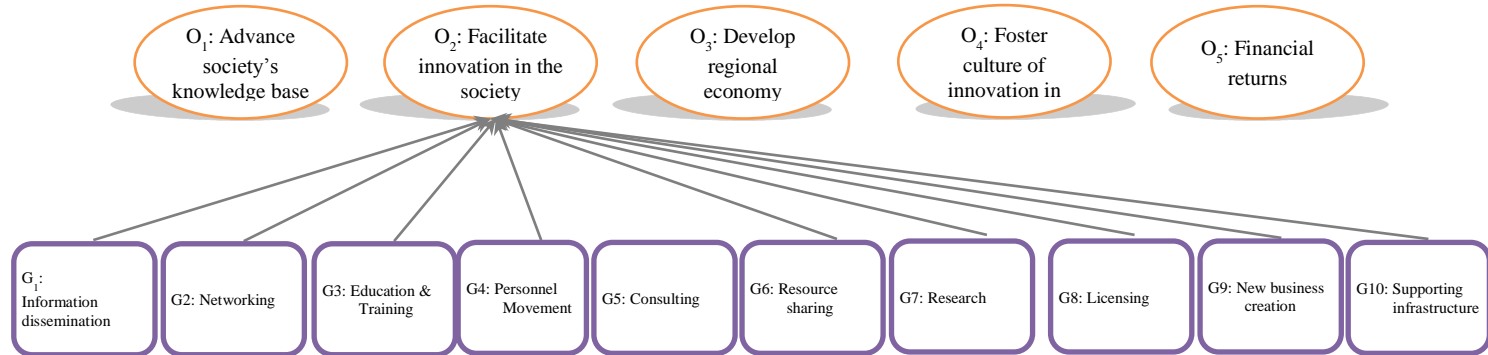 O₁: Advance
society’s
knowledge base
O₂: Facilitate
innovation in the
society
O₃: Develop
regional
economy
O₄: Foster
culture of
innovation in
O₅: Financial
returns
G₁:
Information
dissemination
G2: Networking
G3: Education &
Training
G4: Personnel
Movement
G5: Consulting
G6: Resource
sharing
G7: Research
G8: Licensing
G9: New business
creation
G10: Supporting
infrastructure